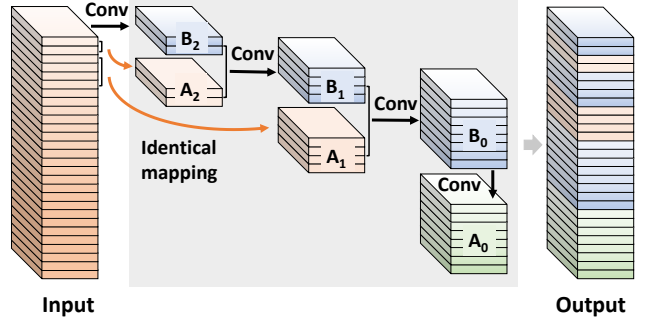 Conv
B2
Conv
A2
B1
Conv
A1
B0
Identical
mapping
Conv
A0
Input
Output